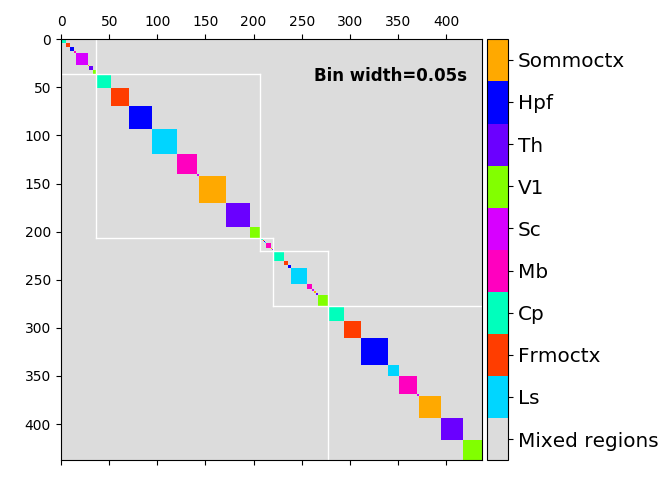 0 50 100 150 200 250 300 350 400
0
50
100
150
200
250
300
350
400
Bin width=0.05s
Sommoctx
Hpf
Th
V1
Sc
Mb
Cp
Frmoctx
Ls
Mixed regions